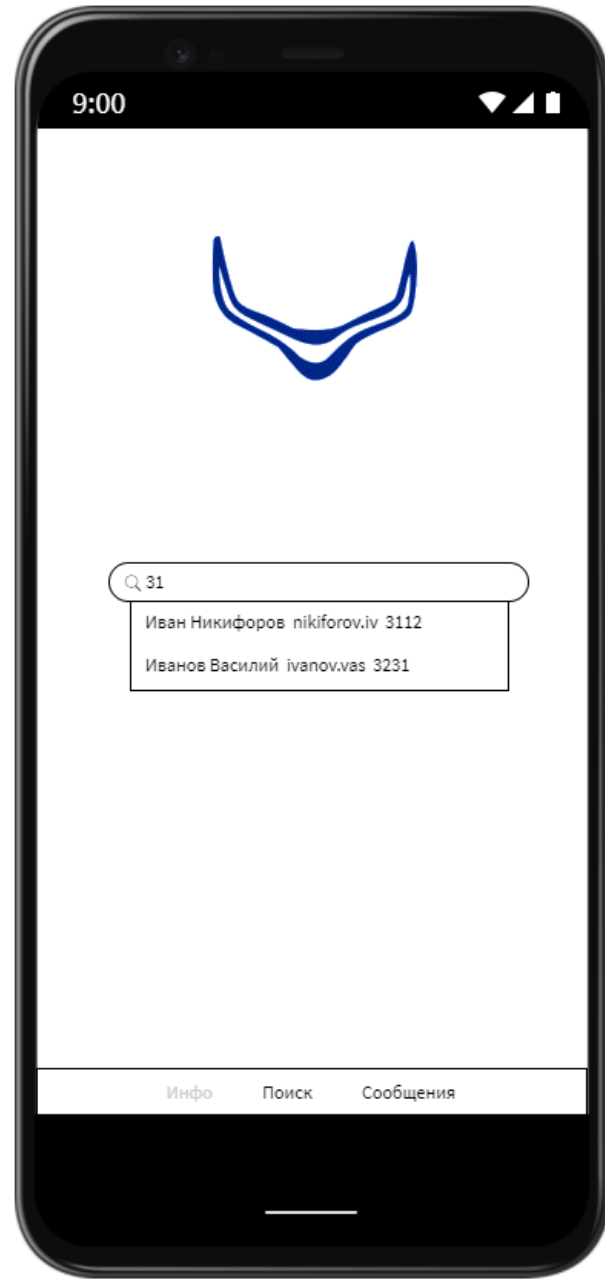 9:00
31
Иван Никифоров nikiforov.iv 3112
Иванов Василий ivanov.vas 3231
Инфо Поиск Сообщения